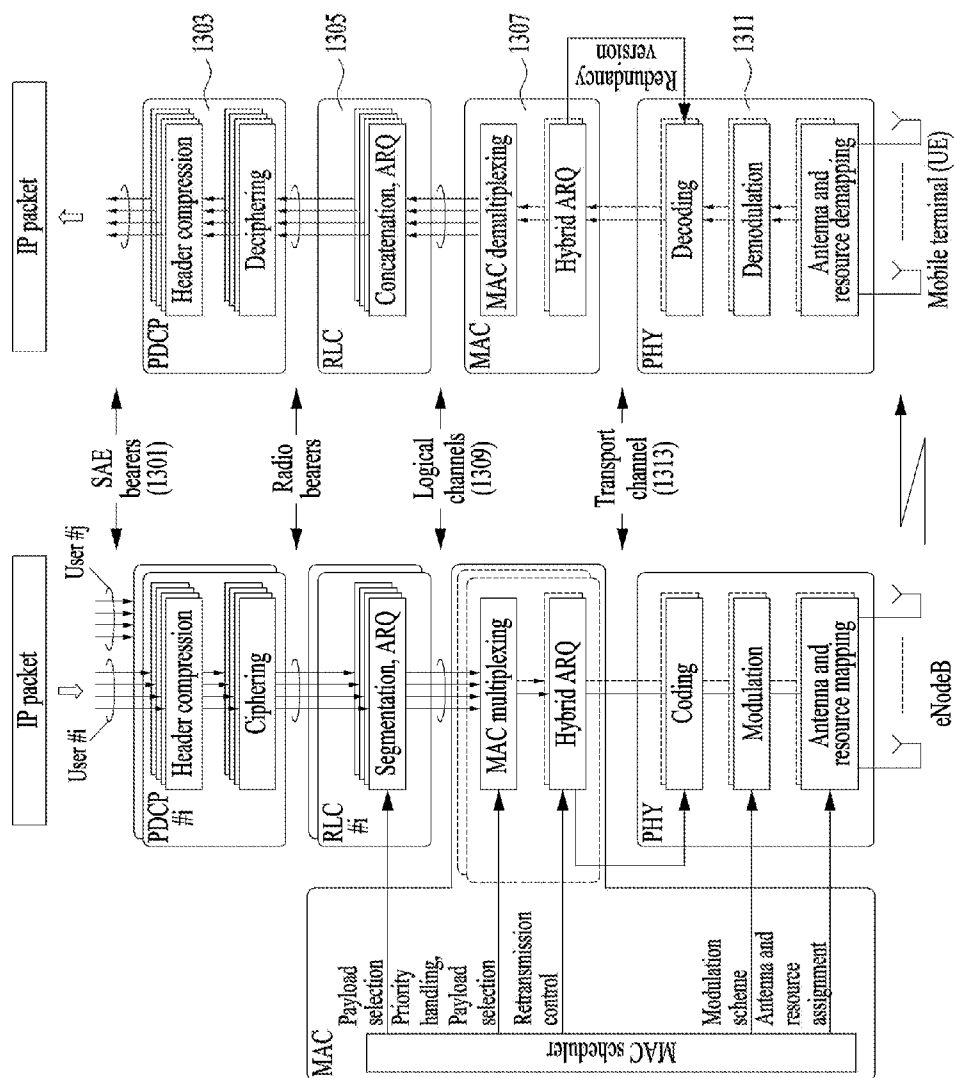 IP packet
User #i
User #j
PDCP
#i
Header compression
Ciphering
RLC
#i
Segmentation, ARQ
MAC
MAC scheduler
Payload
selection
Priority
handling,
Payload
selection
Retransmission
control
Modulation
scheme
Antenna and
resource
assignment
MAC multiplexing
Hybrid ARQ
PHY
Coding
Modulation
Antenna and
resource mapping
eNodeB
SAE
bearers
(1301)
Radio
bearers
Logical
channels
(1309)
Transport
channel
(1313)
IP packet
PDCP
Header compression
Deciphering
1303
RLC
Concatenation, ARQ
1305
MAC
MAC demultiplexing
Hybrid ARQ
1307
Redundancy
version
PHY
Decoding
Demodulation
Antenna and
resource demapping
1311
Mobile terminal (UE)